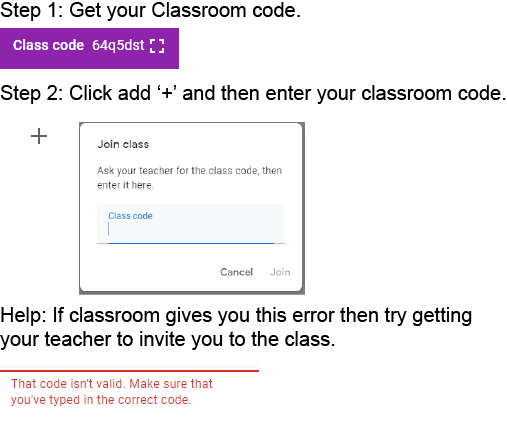 Step 1: Get your Classroom code.
Class code 64q5dst
Step 2: Click add ‘+’ and then enter your classroom code.
+
Join class
Ask your teacher for the class code, then
enter it here.
Class code
Cancel Join
Help: If classroom gives you this error then try getting
your teacher to invite you to the class.
That code isn't valid. Make sure that
you've typed in the correct code.